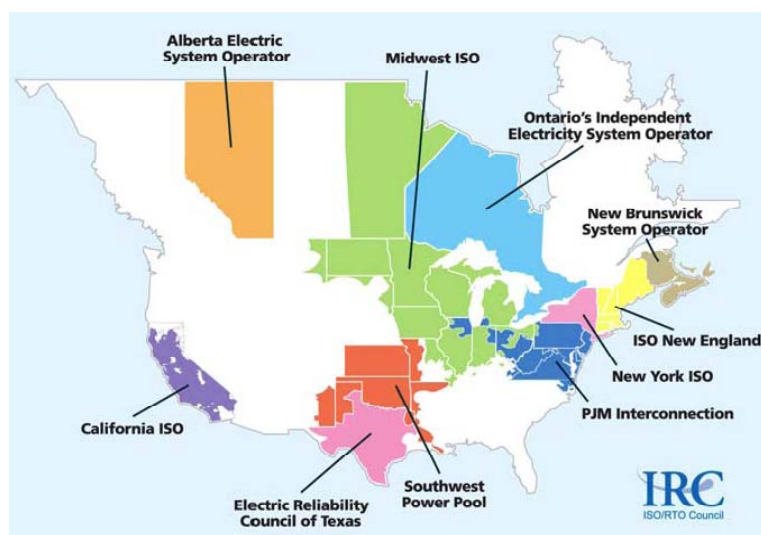 Alberta Electric
System Operator
Midwest ISO
Ontario's Independent
Electricity System Operator
New Brunswick
System Operator
ISO New England
New York ISO
PJM Interconnection
California ISO
Southwest
Power Pool
Electric Reliability
Council of Texas
IRC
ISO/RTO Council